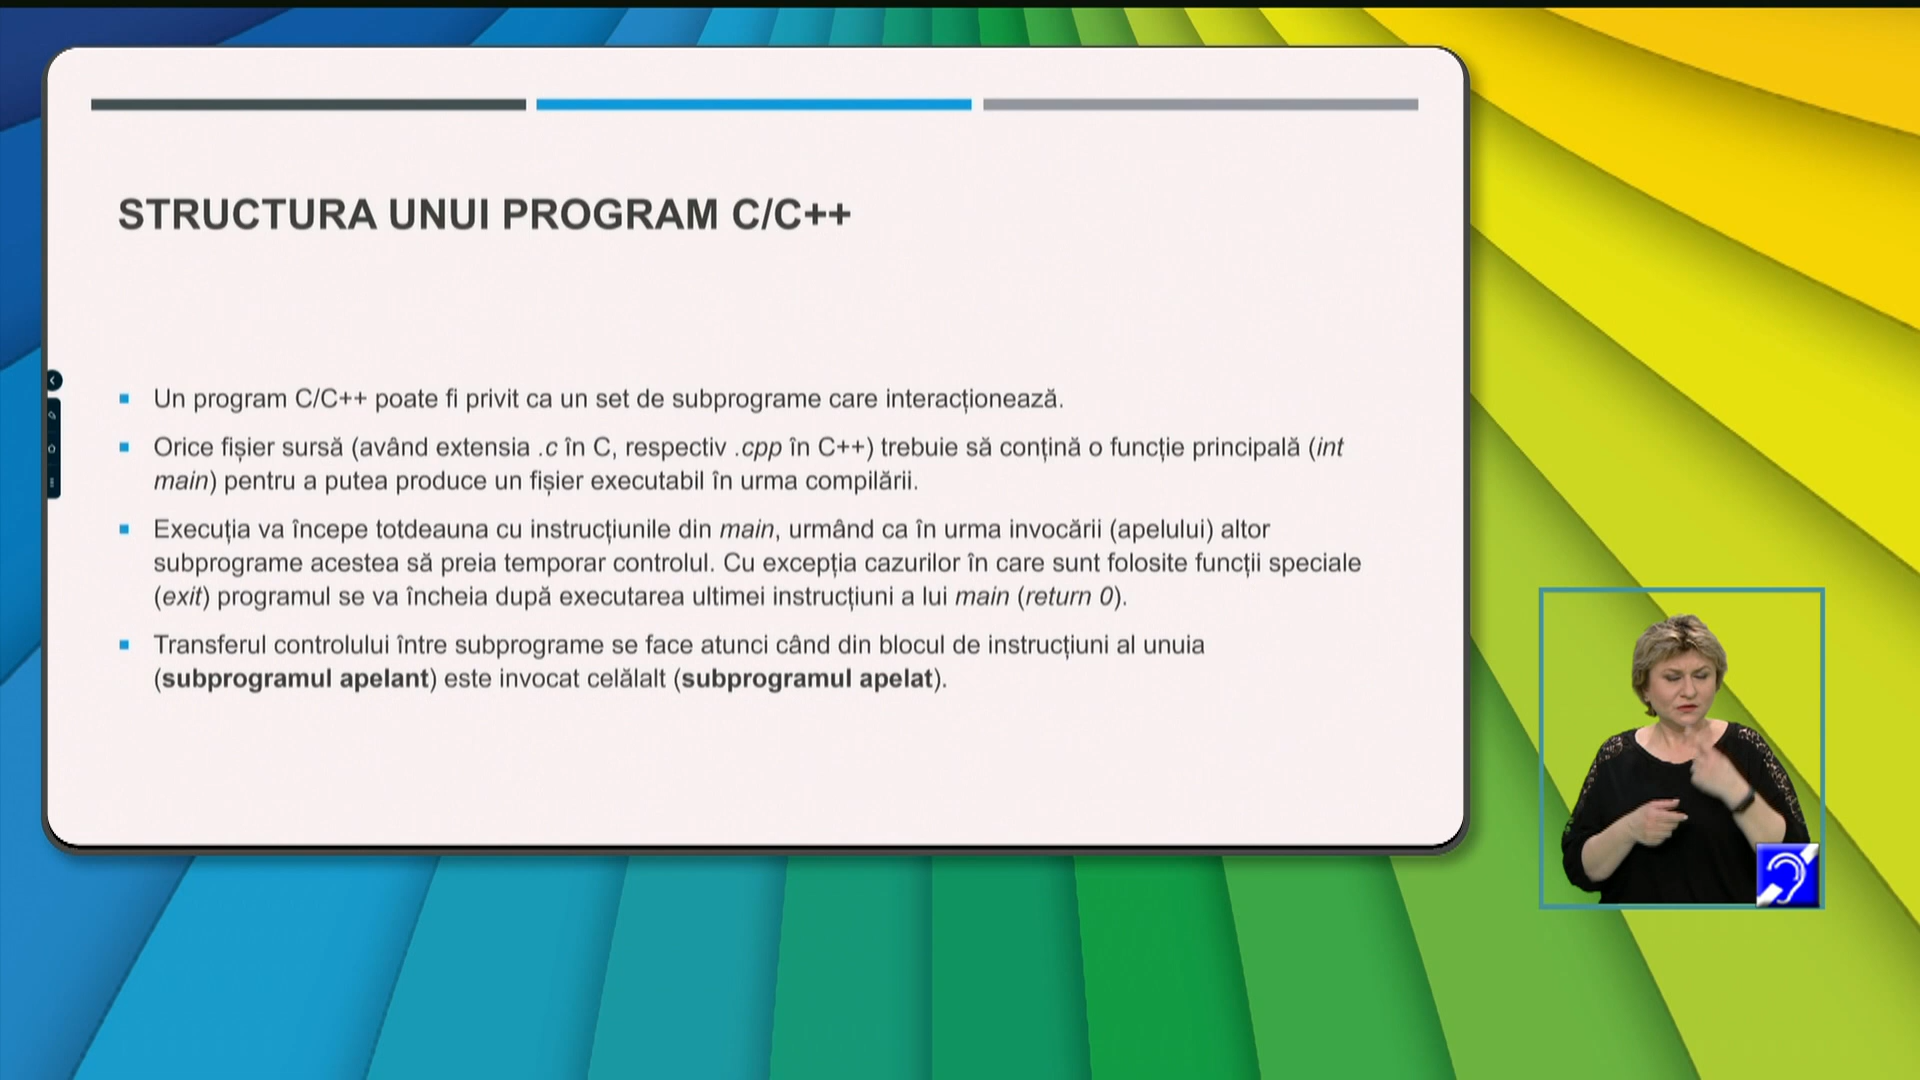 STRUCTURA UNUI PROGRAM C/C++
Un program C/C++ poate fi privit ca un set de subprograme care interacționează.
Orice fișier sursă (având extensia .c în C, respectiv .cpp în C++) trebuie să conțină o funcție principală (int
main) pentru a putea produce un fișier executabil în urma compilării.
Execuția va începe totdeauna cu instrucțiunile din main, urmând ca în urma invocării (apelului) altor
subprograme acestea să preia temporar controlul. Cu excepția cazurilor în care sunt folosite funcții speciale
(exit) programul se va încheia după executarea ultimei instrucțiuni a lui main (return 0).
Transferul controlului între subprograme se face atunci când din blocul de instrucțiuni al unuia
(subprogramul apelant) este invocat celălalt (subprogramul apelat).